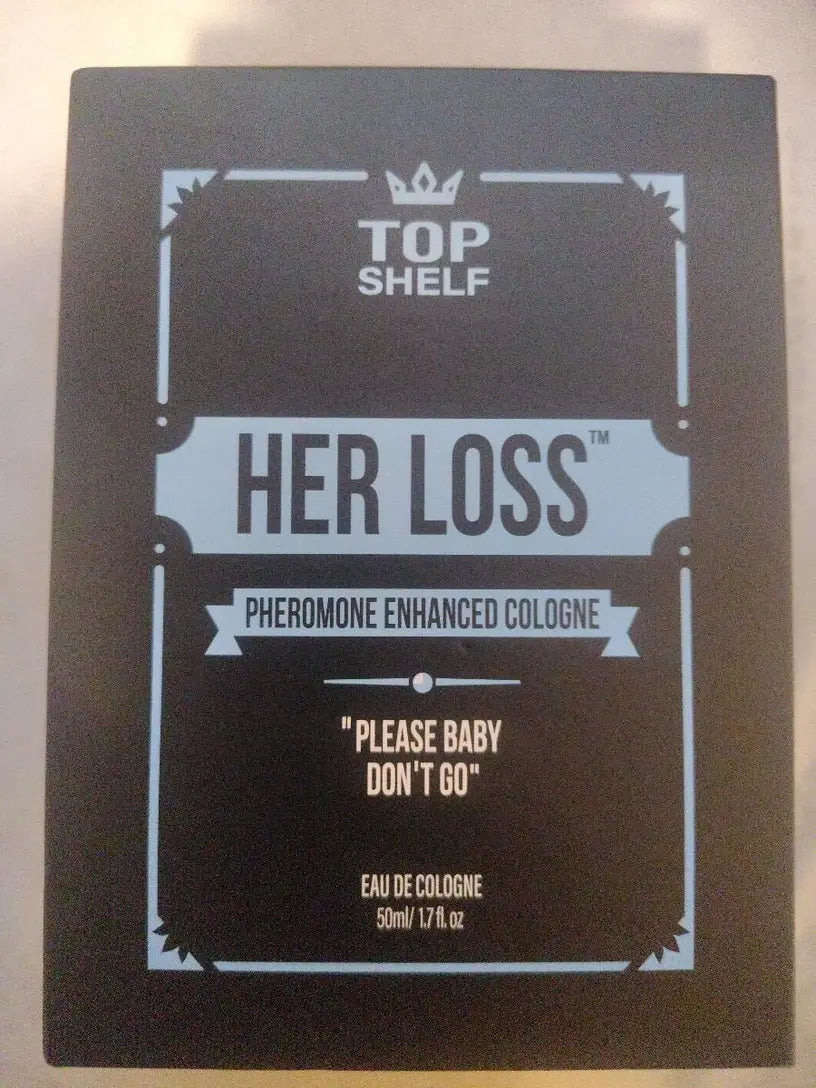 TOP
SHELF
HER LOSS™
PHEROMONE ENHANCED COLOGNE
"PLEASE BABY
DON'T GO"
EAU DE COLOGNE
50ml/ 1.7 fl. oz